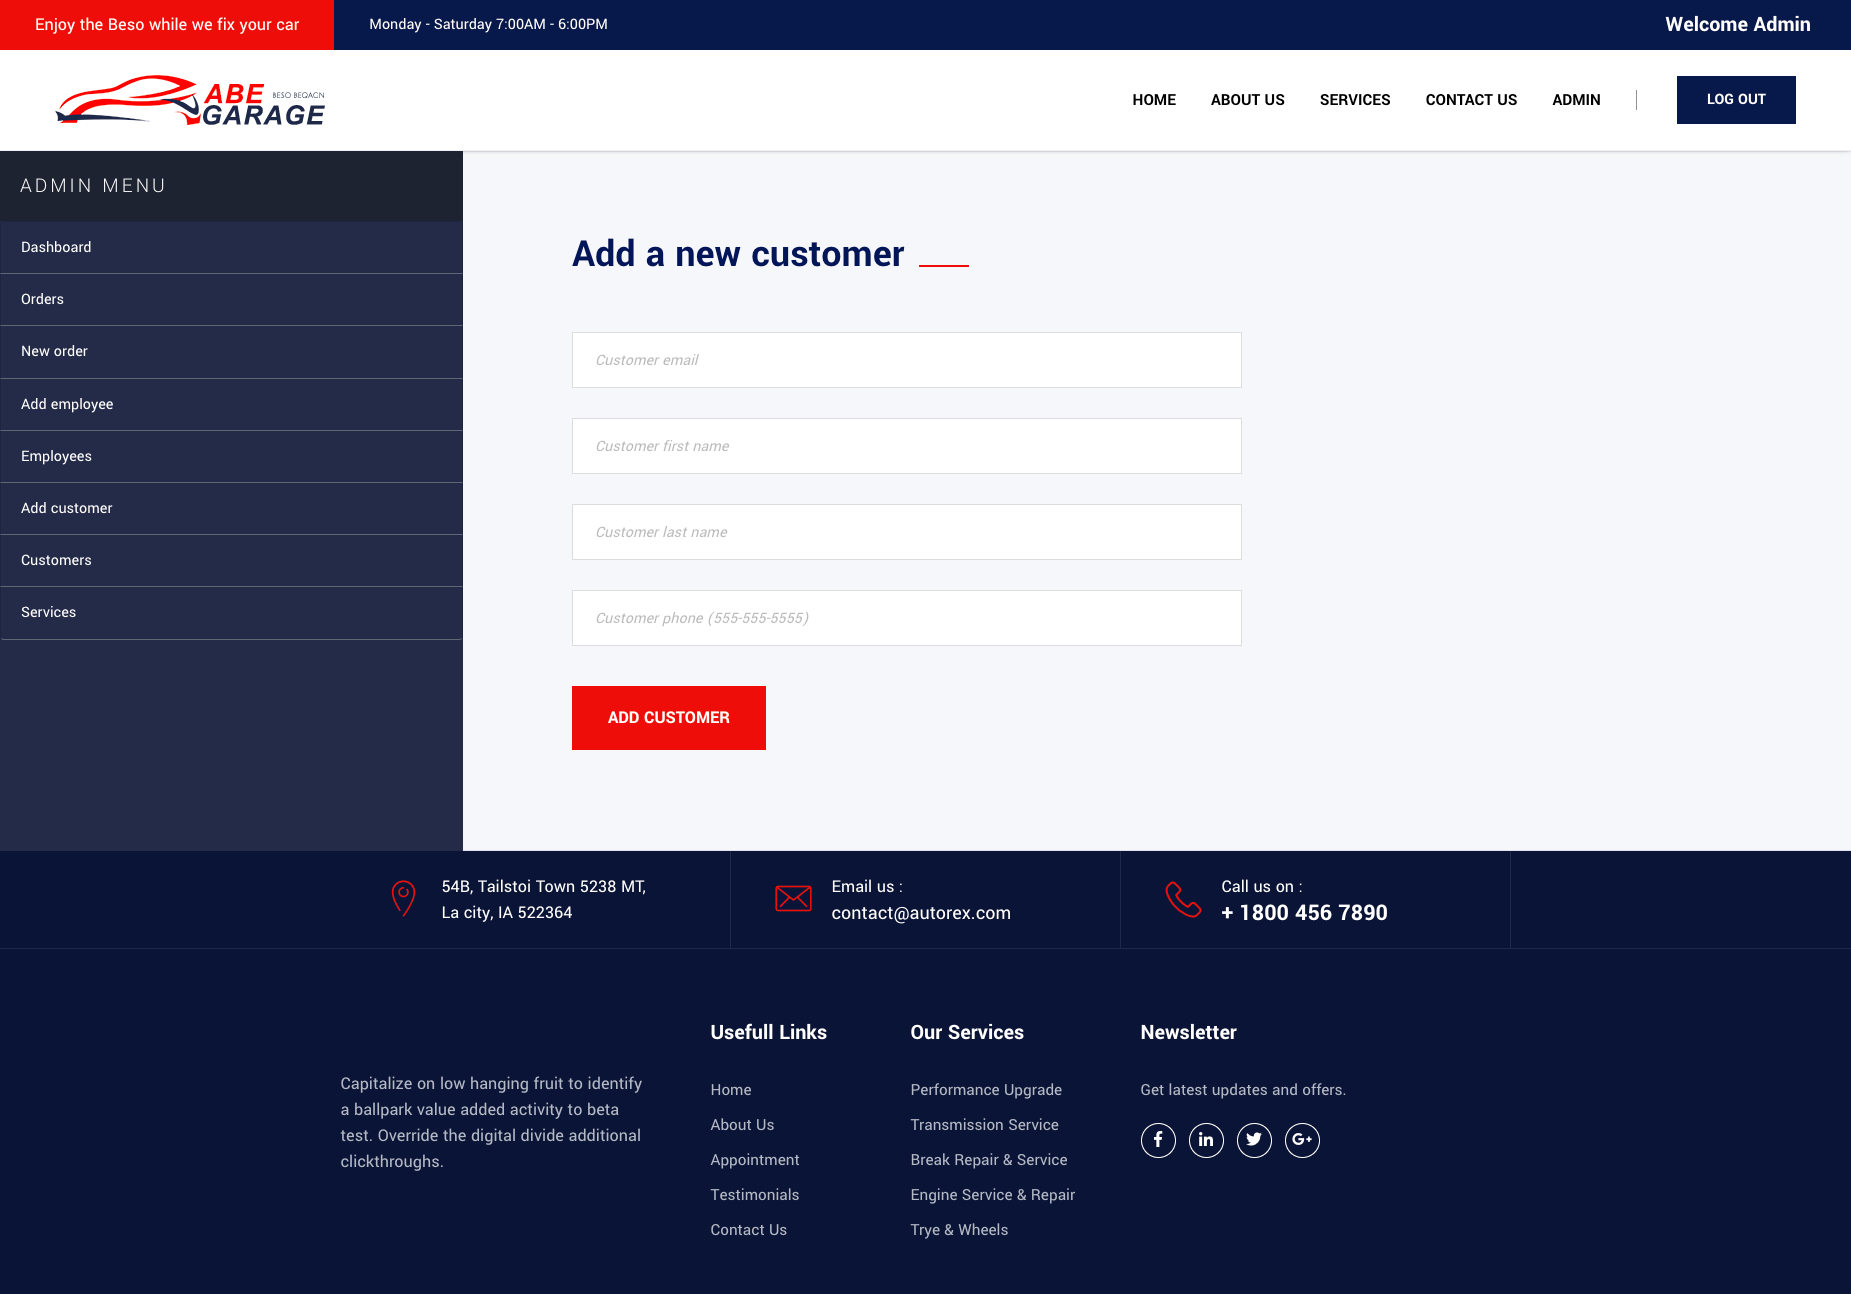 Enjoy the Beso while we fix your car
Monday - Saturday 7:00AM - 6:00PM
Welcome Admin
ABE
BESO BEQAGN
GARAGE
HOME
ABOUT US
SERVICES
CONTACT US
ADMIN
LOG OUT
ADMIN MENU
Dashboard
Orders
New order
Add employee
Employees
Add customer
Customers
Services
Add a new customer
Customer email
Customer first name
Customer last name
Customer phone (555-555-5555)
ADD CUSTOMER
54B, Tailstoi Town 5238 MT,
La city, IA 522364
Email us :
contact@autorex.com
Call us on :
+ 1800 456 7890
Capitalize on low hanging fruit to identify
a ballpark value added activity to beta
test. Override the digital divide additional
clickthroughs.
Usefull Links
Home
About Us
Appointment
Testimonials
Contact Us
Our Services
Performance Upgrade
Transmission Service
Break Repair & Service
Engine Service & Repair
Trye & Wheels
Newsletter
Get latest updates and offers.